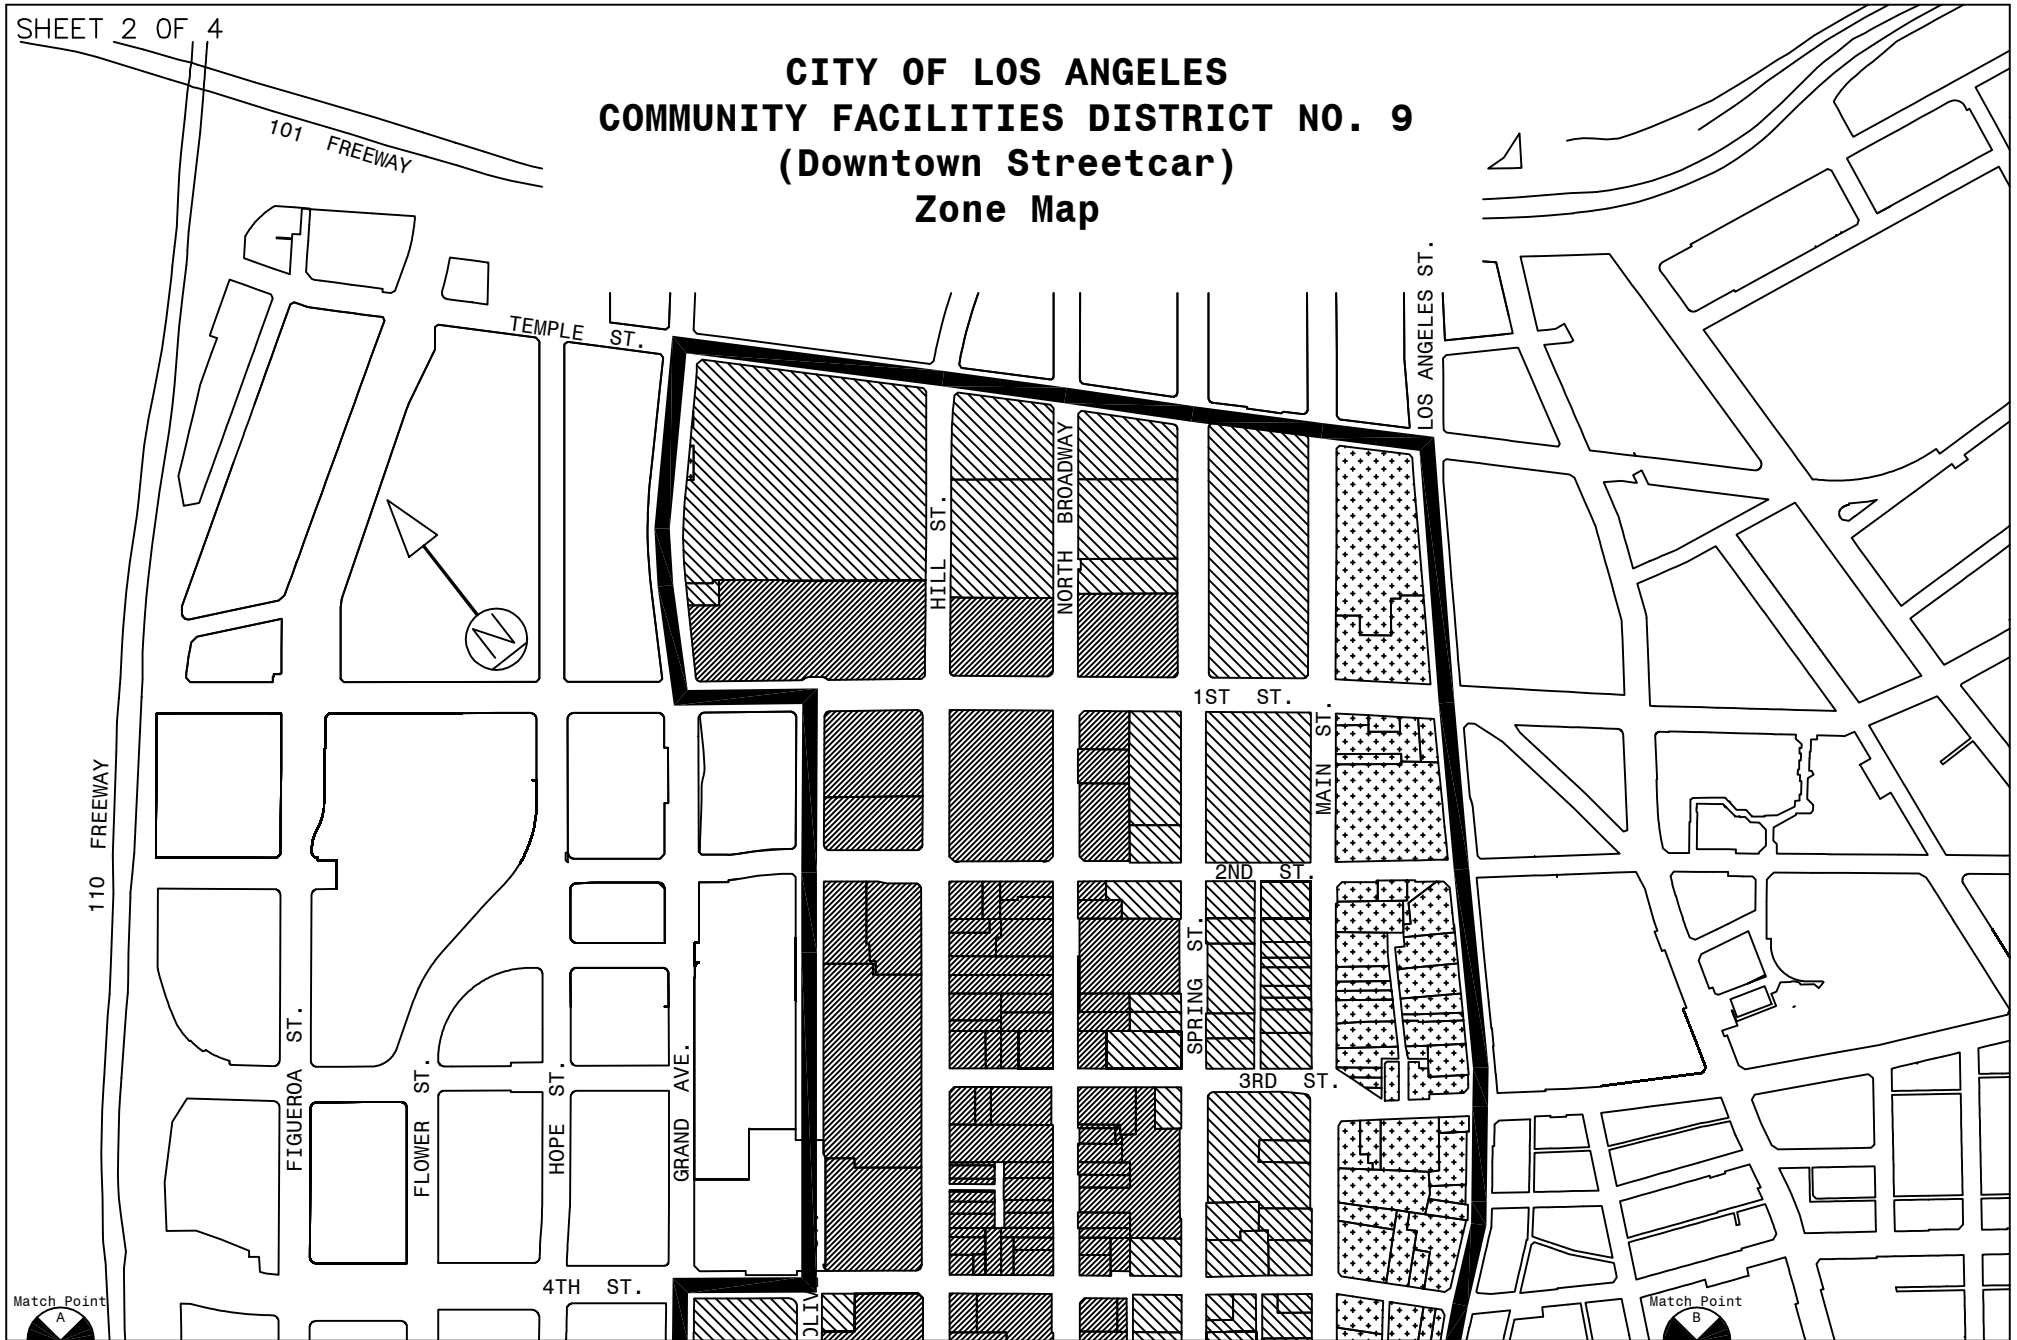 SHEET 2 OF 4
CITY OF LOS ANGELES
COMMUNITY FACILITIES DISTRICT NO. 9
(Downtown Streetcar)
Zone Map
101 FREEWAY
TEMPLE ST.
LOS ANGELES ST.
HILL ST.
NORTH BROADWAY
N
1ST ST.
MAIN ST.
110 FREEWAY
2ND ST.
SPRING ST.
3RD ST.
FIGUEROA ST.
FLOWER ST.
HOPE ST.
GRAND AVE.
4TH ST.
Match Point
A
Match Point
B